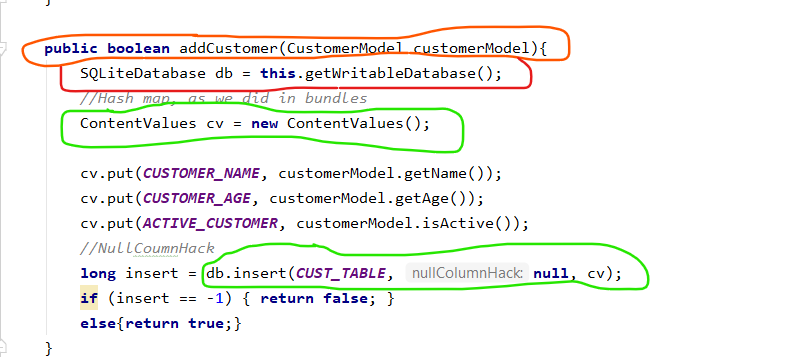 }
public boolean addCustomer(CustomerModel customerModel){
SQLiteDatabase db = this.getWritableDatabase();
//Hash map, as we did in bundles
ContentValues cv = new ContentValues();
cv.put(CUSTOMER_NAME, customerModel.getName());
cv.put(CUSTOMER_AGE, customerModel.getAge());
cv.put(ACTIVE_CUSTOMER, customerModel.isActive());
//NullCoumnHack
long insert = db.insert(CUST_TABLE, nullColumnHack: null, cv);
if (insert == -1) { return false; }
else{return true;}
}